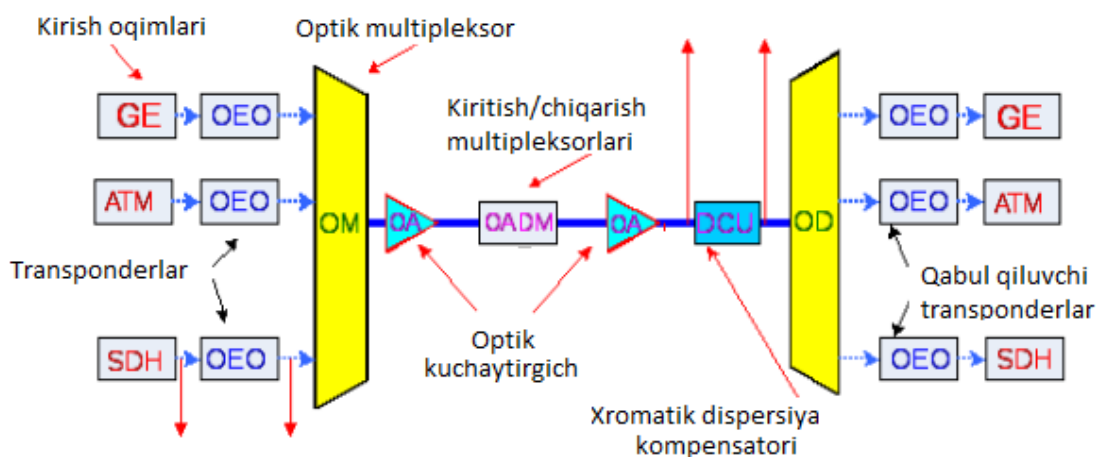 Kirish oqimlari
Optik multipleksor
GE
OEO
Kiritish/chiqarish
multipleksorlari
OEO
GE
ATM
OEO
OM
OA
OADM
OA
DCU
OD
OEO
ATM
Transponderlar
Qabul qiluvchi
transponderlar
SDH
OEO
Optik
kuchaytirgich
OEO
SDH
Xromatik dispersiya
kompensatori